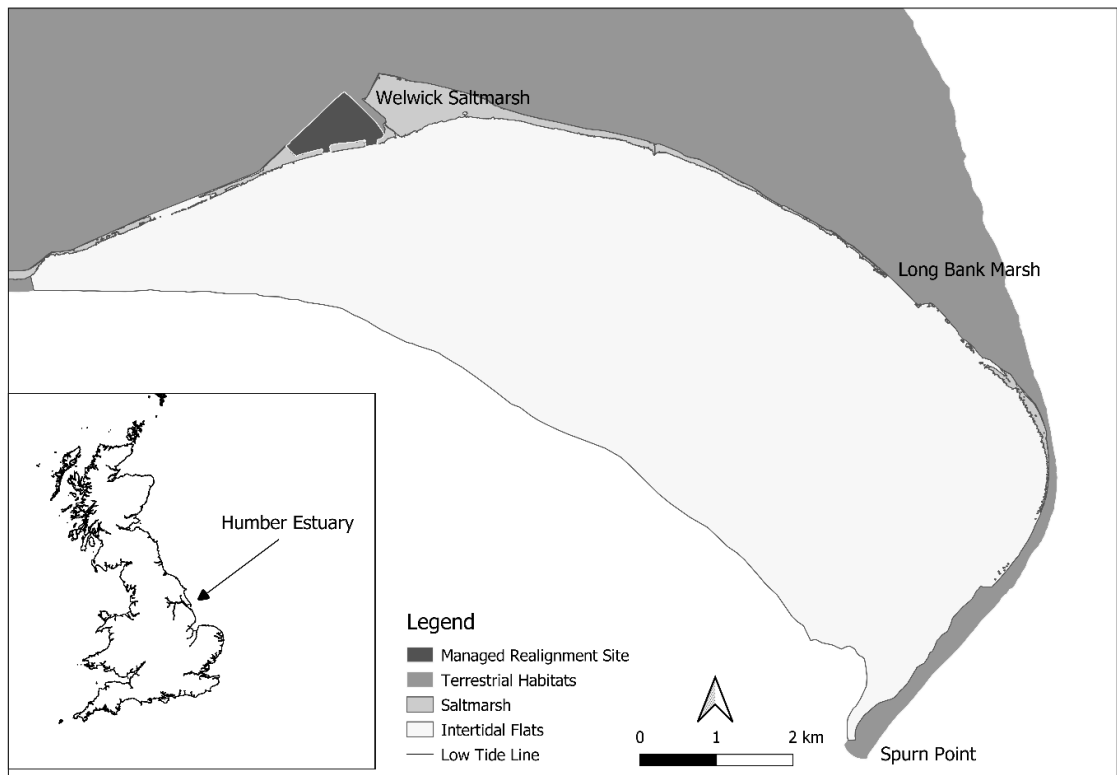 Welwick Saltmarsh
Long Bank Marsh
Humber Estuary
Legend
Managed Realignment Site
Terrestrial Habitats
Saltmarsh
Intertidal Flats
Low Tide Line
0 1 2 km
Spurn Point